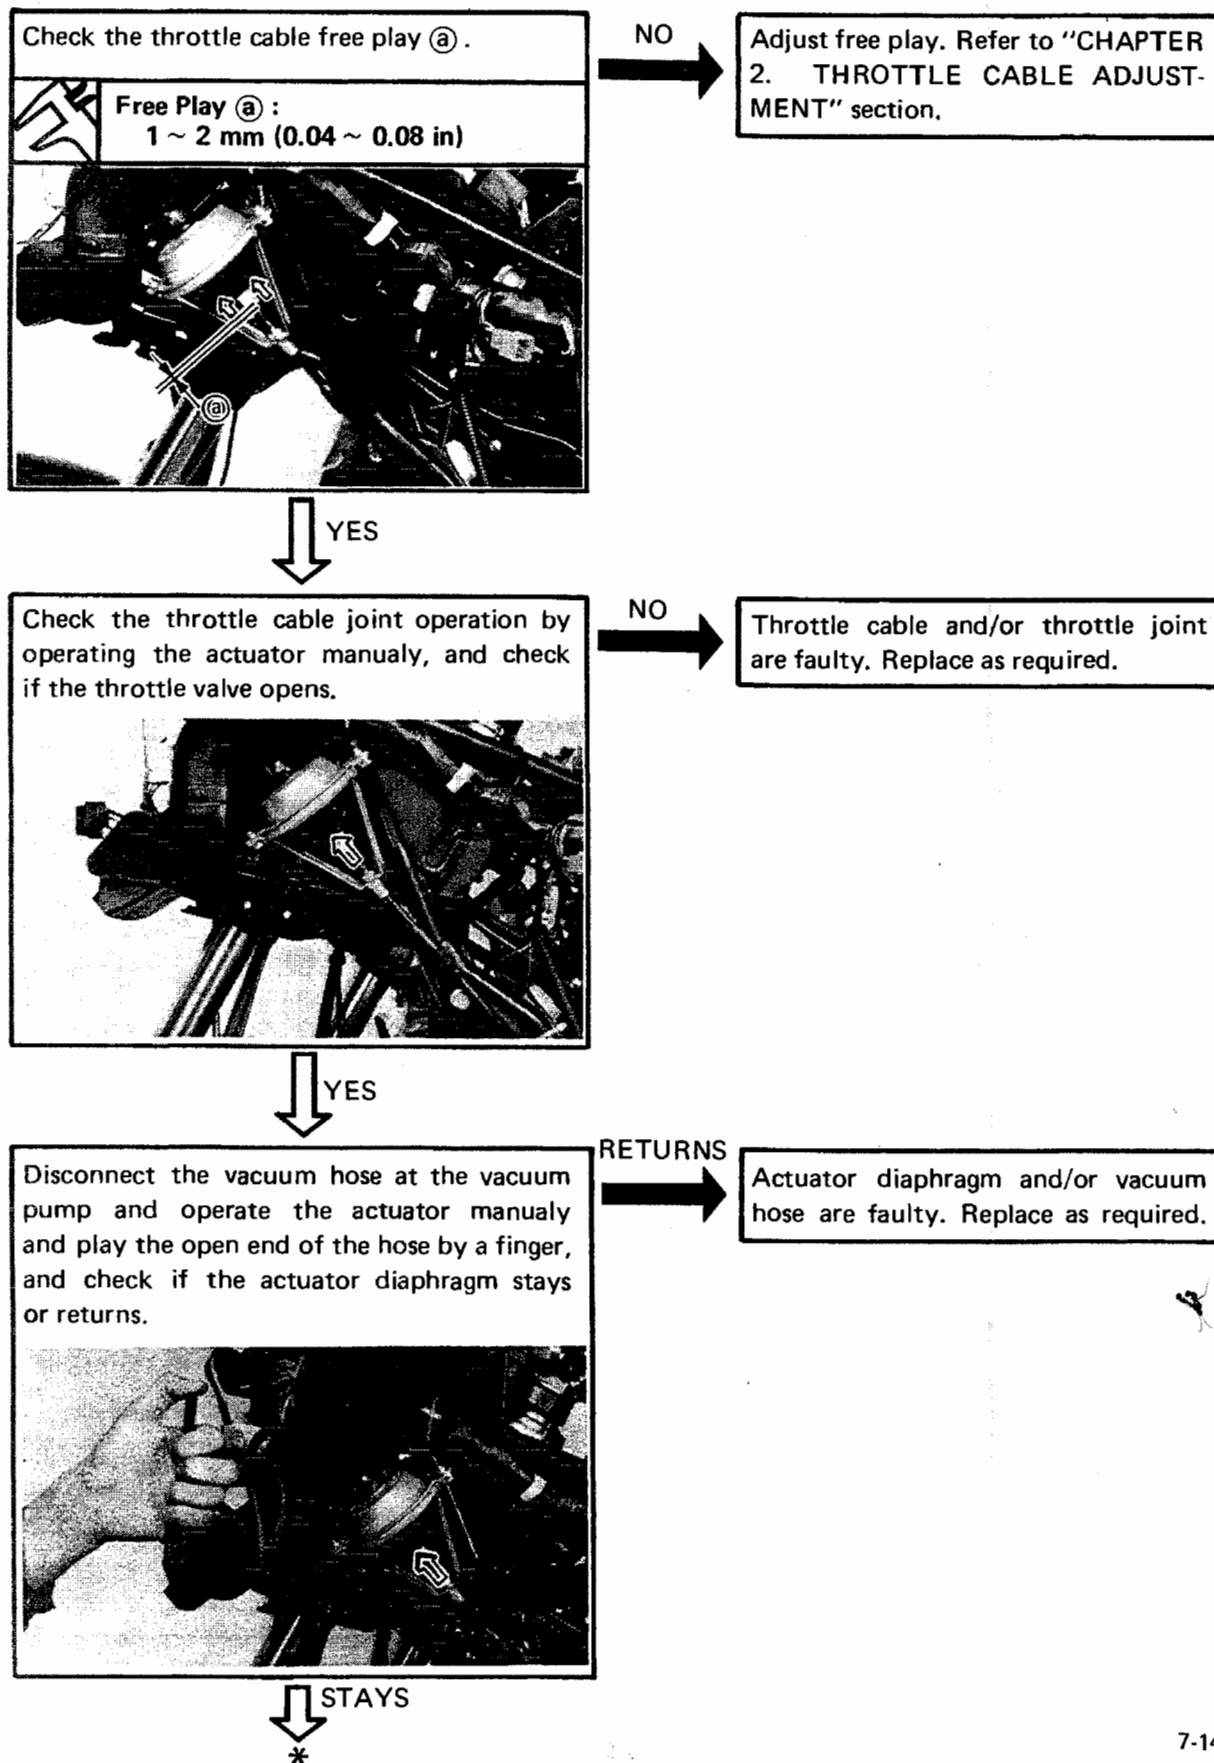 Check the throttle cable free play ⓐ.
NO
Adjust free play. Refer to "CHAPTER
2. THROTTLE CABLE ADJUST-
MENT" section.
Free Play ⓐ :
1 ~ 2 mm (0.04 ~ 0.08 in)
ⓐ
YES
Check the throttle cable joint operation by
operating the actuator manualy, and check
if the throttle valve opens.
NO
Throttle cable and/or throttle joint
are faulty. Replace as required.
YES
Disconnect the vacuum hose at the vacuum
pump and operate the actuator manualy
and play the open end of the hose by a finger,
and check if the actuator diaphragm stays
or returns.
RETURNS
Actuator diaphragm and/or vacuum
hose are faulty. Replace as required.
STAYS
*
7-14